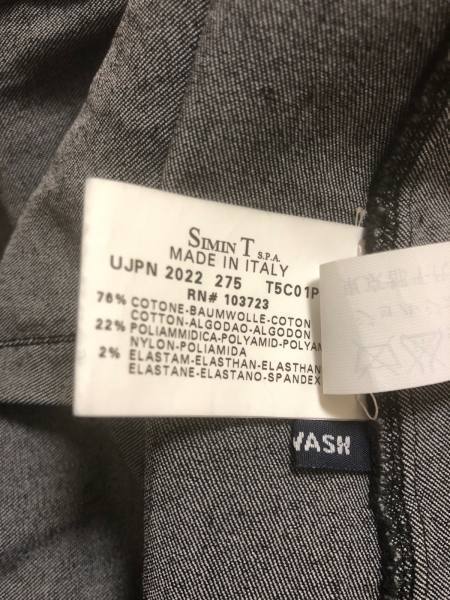 SIMIN T S.P.A.
MADE IN ITALY
UJPN 2022 275 T5C01P
RN# 103723
76% COTONE-BAUMWOLLE-COTON
COTTON-ALGODAO-ALGODON
22% POLIAMMIDICA-POLYAMID-POLYAM
NYLON-POLIAMIDA
2% ELASTAM-ELASTHAN-ELASTHAN
ELASTANE-ELASTANO-SPANDEX
WASH